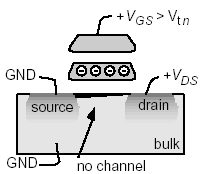 +VGS > Vtn
GND
+VDS
source
drain
bulk
GND
no channel